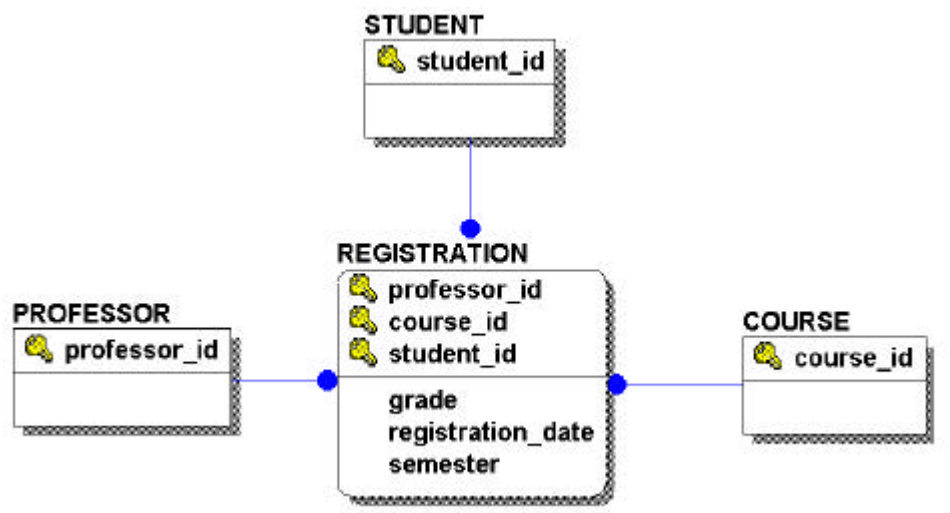 STUDENT
student_id
REGISTRATION
professor_id
course_id
student_id
grade
registration_date
semester
PROFESSOR
professor_id
COURSE
course_id